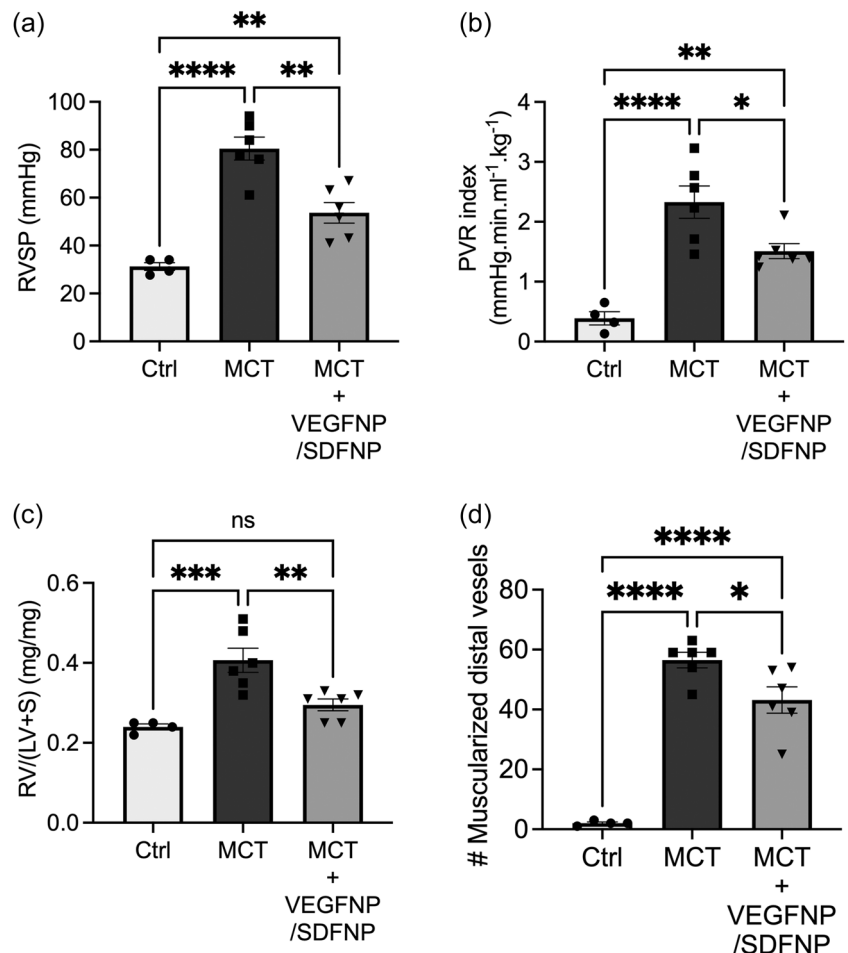 (a)
**
****
**
RVSP (mmHg)
100
80
60
40
20
0
Ctrl
MCT
MCT
+
VEGFNP
/SDFNP
(b)
**
****
*
PVR index
(mmHg.min.ml⁻¹.kg⁻¹)
4
3
2
1
0
Ctrl
MCT
MCT
+
VEGFNP
/SDFNP
(c)
ns
***
**
RV/(LV+S) (mg/mg)
0.6
0.4
0.2
0.0
Ctrl
MCT
MCT
+
VEGFNP
/SDFNP
(d)
****
****
*
# Muscularized distal vessels
80
60
40
20
0
Ctrl
MCT
MCT
+
VEGFNP
/SDFNP